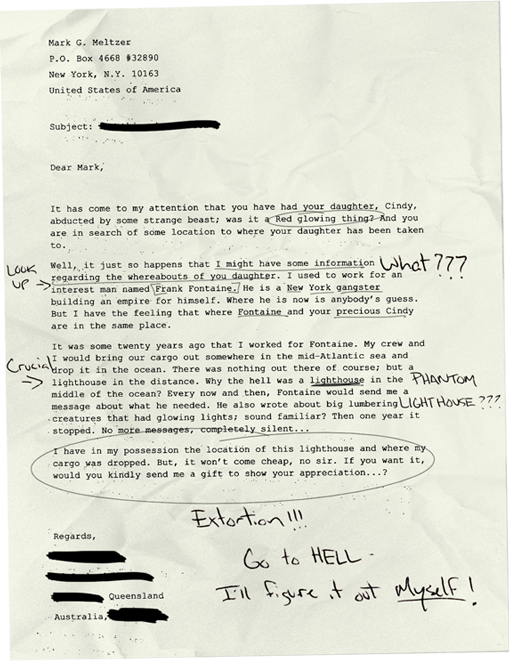 Mark G. Meltzer
P.O. Box 4668 #32890
New York, N.Y. 10163
United States of America
Subject:
Dear Mark,
It has come to my attention that you have had your daughter, Cindy,
abducted by some strange beast; was it a Red glowing thing? And you
are in search of some location to where your daughter has been taken
to.
Well, it just so happens that I might have some information
What???
Look
up →
regarding the whereabouts of you daughter. I used to work for an
interest man named Frank Fontaine. He is a New York gangster
building an empire for himself. Where he is now is anybody's guess.
But I have the feeling that where Fontaine and your precious Cindy
are in the same place.
It was some twenty years ago that I worked for Fontaine. My crew and
I would bring our cargo out somewhere in the mid-Atlantic sea and
Crucial
→
drop it in the ocean. There was nothing out there of course; but a
lighthouse in the distance. Why the hell was a lighthouse in the
PHANTOM
LIGHTHOUSE???
middle of the ocean? Every now and then, Fontaine would send me a
message about what he needed. He also wrote about big lumbering
creatures that had glowing lights; sound familiar? Then one year it
stopped. No more messages, completely silent...
I have in my possession the location of this lighthouse and where my
cargo was dropped. But, it won't come cheap, no sir. If you want it,
would you kindly send me a gift to show your appreciation...?
Extortion!!!
Go to HELL -
I'll figure it out Myself!
Regards,
Queensland
Australia,